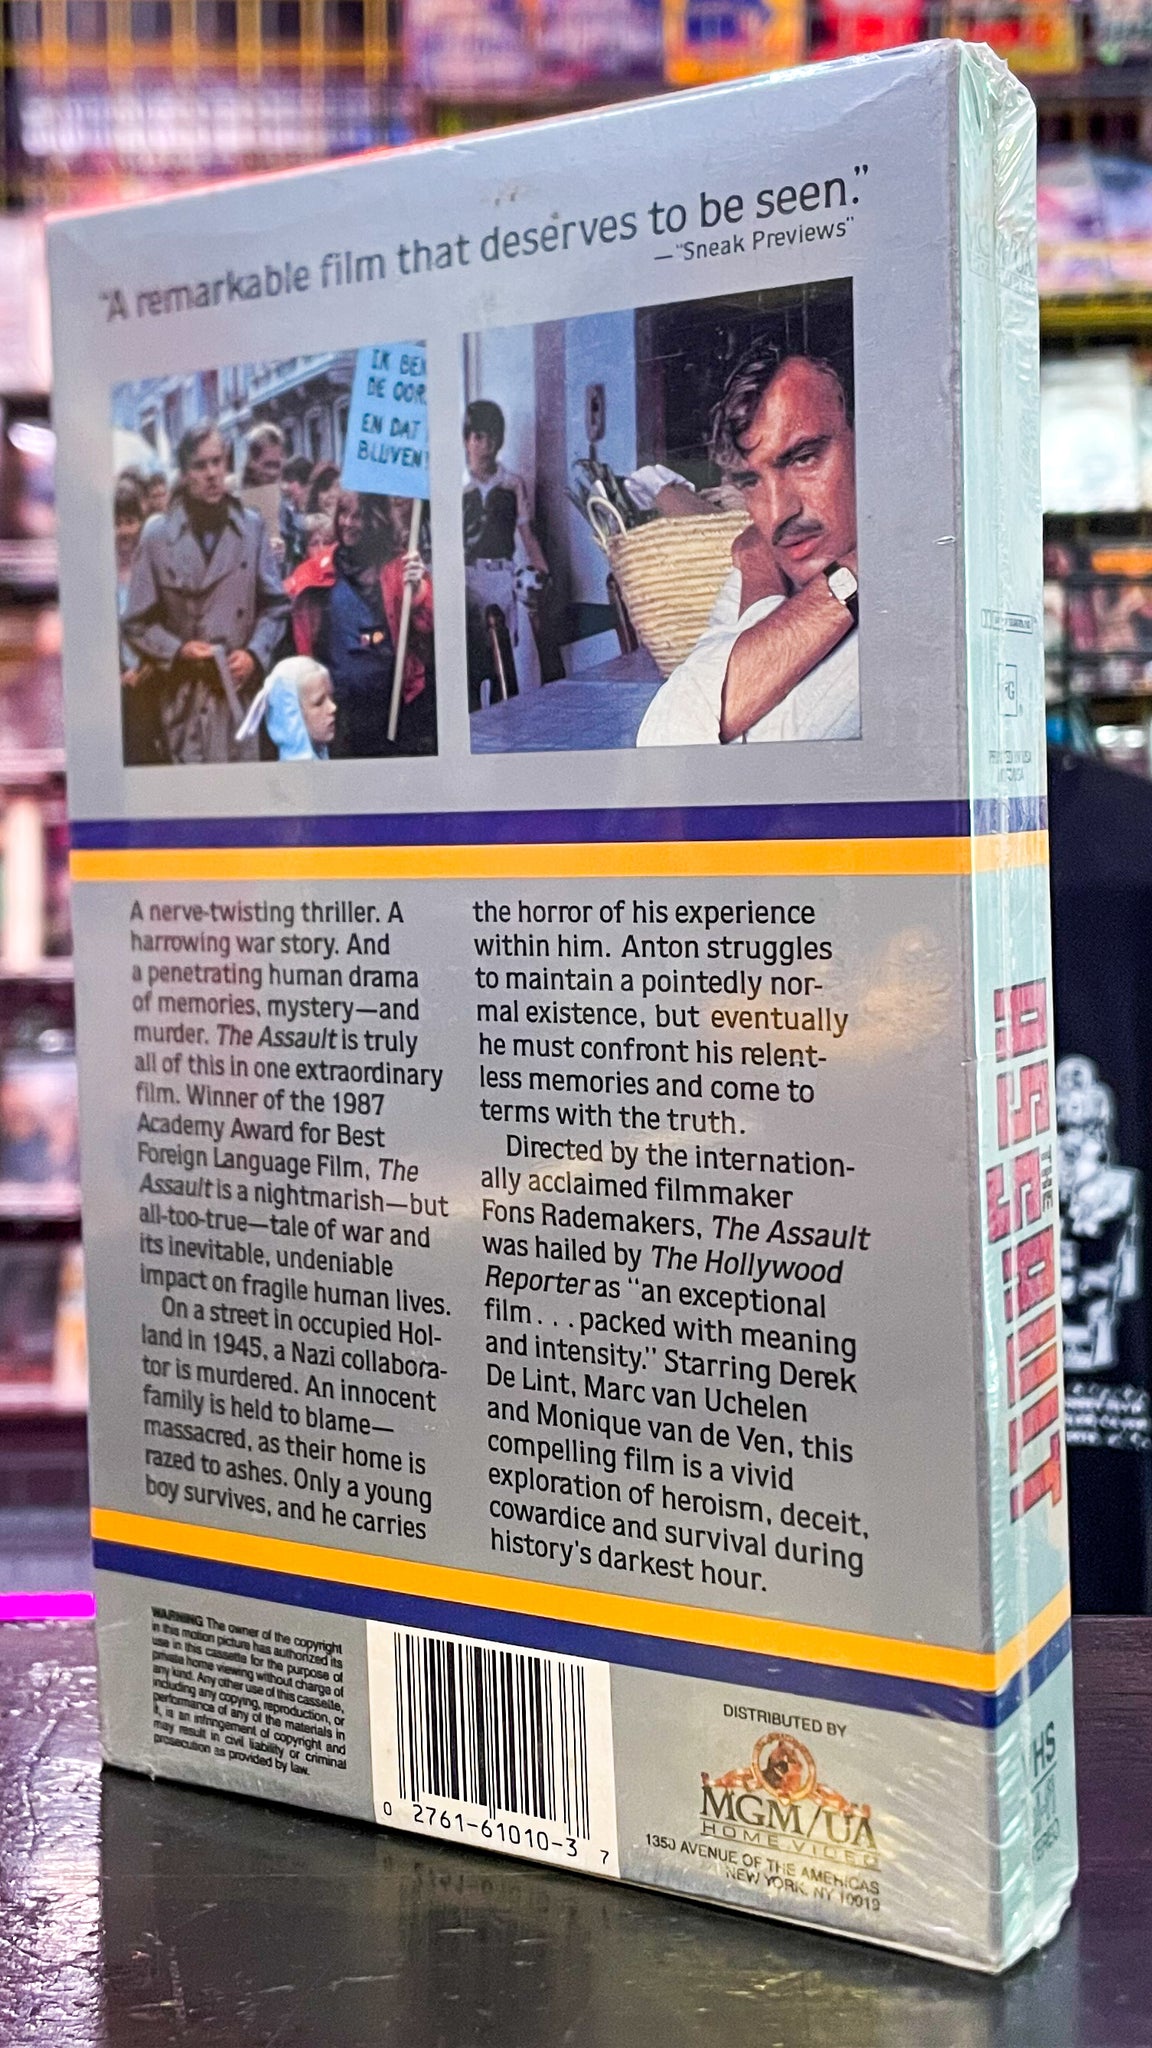 "A remarkable film that deserves to be seen."
—"Sneak Previews"
IK BEN
DE OOR
EN DAT
BLIJVEN!
A nerve-twisting thriller. A
harrowing war story. And
a penetrating human drama
of memories, mystery—and
murder. The Assault is truly
all of this in one extraordinary
film. Winner of the 1987
Academy Award for Best
Foreign Language Film, The
Assault is a nightmarish—but
all-too-true—tale of war and
its inevitable, undeniable
impact on fragile human lives.
On a street in occupied Hol-
land in 1945, a Nazi collabora-
tor is murdered. An innocent
family is held to blame—
massacred, as their home is
razed to ashes. Only a young
boy survives, and he carries
the horror of his experience
within him. Anton struggles
to maintain a pointedly nor-
mal existence, but eventually
he must confront his relent-
less memories and come to
terms with the truth.
Directed by the internation-
ally acclaimed filmmaker
Fons Rademakers, The Assault
was hailed by The Hollywood
Reporter as "an exceptional
film...packed with meaning
and intensity." Starring Derek
De Lint, Marc van Uchelen
and Monique van de Ven, this
compelling film is a vivid
exploration of heroism, deceit,
cowardice and survival during
history's darkest hour.
WARNING The owner of the copyright
in this motion picture has authorized its
use in this cassette for the purpose of
private home viewing without charge of
any kind. Any other use of this cassette,
including any copying, reproduction, or
performance of any of the materials in
it, is an infringement of copyright and
may result in civil liability or criminal
prosecution as provided by law.
0 2761-61010-3 7
DISTRIBUTED BY
MGM/UA
HOME VIDEO
1350 AVENUE OF THE AMERICAS
NEW YORK, NY 10019
PG
THE
ASSAULT
HS